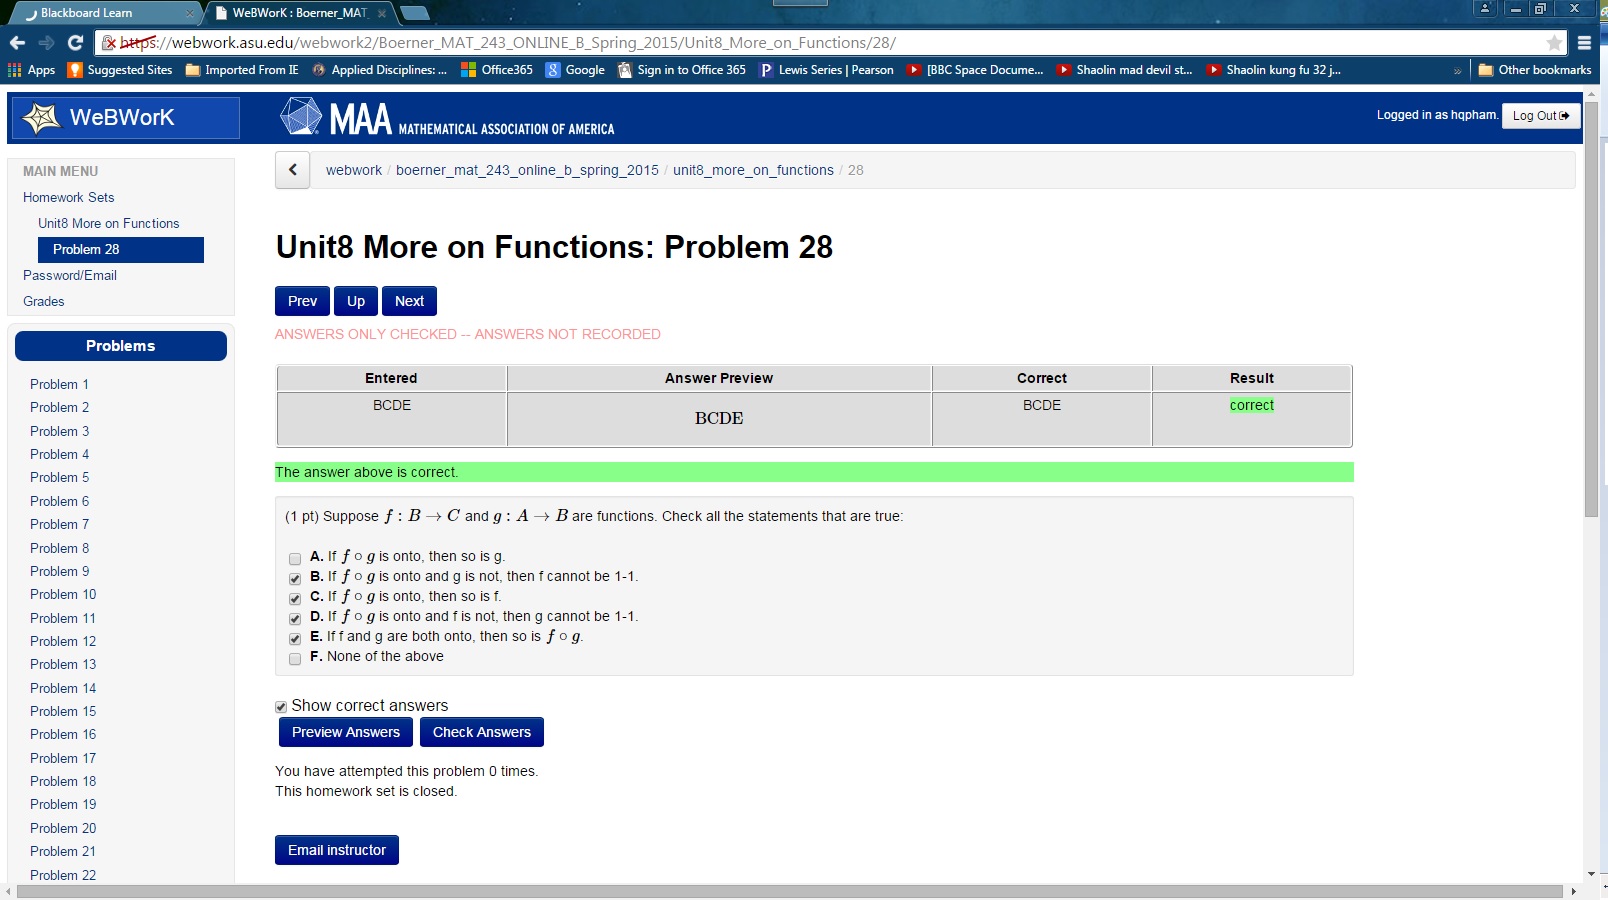 Blackboard Learn
WeBWorK : Boerner_MAT_
https://webwork.asu.edu/webwork2/Boerner_MAT_243_ONLINE_B_Spring_2015/Unit8_More_on_Functions/28/
Apps Suggested Sites Imported From IE Applied Disciplines: ... Office365 Google Sign in to Office 365 Lewis Series | Pearson [BBC Space Docume... Shaolin mad devil st... Shaolin kung fu 32 j... » Other bookmarks
WeBWorK
MAA MATHEMATICAL ASSOCIATION OF AMERICA
Logged in as hqpham. Log Out
MAIN MENU
Homework Sets
Unit8 More on Functions
Problem 28
Password/Email
Grades
Problems
Problem 1
Problem 2
Problem 3
Problem 4
Problem 5
Problem 6
Problem 7
Problem 8
Problem 9
Problem 10
Problem 11
Problem 12
Problem 13
Problem 14
Problem 15
Problem 16
Problem 17
Problem 18
Problem 19
Problem 20
Problem 21
Problem 22
webwork / boerner_mat_243_online_b_spring_2015 / unit8_more_on_functions / 28
Unit8 More on Functions: Problem 28
Prev Up Next
ANSWERS ONLY CHECKED -- ANSWERS NOT RECORDED
Entered Answer Preview Correct Result
BCDE BCDE BCDE correct
The answer above is correct.
(1 pt) Suppose f : B → C and g : A → B are functions. Check all the statements that are true:
A. If f ∘ g is onto, then so is g.
B. If f ∘ g is onto and g is not, then f cannot be 1-1.
C. If f ∘ g is onto, then so is f.
D. If f ∘ g is onto and f is not, then g cannot be 1-1.
E. If f and g are both onto, then so is f ∘ g.
F. None of the above
Show correct answers
Preview Answers Check Answers
You have attempted this problem 0 times.
This homework set is closed.
Email instructor